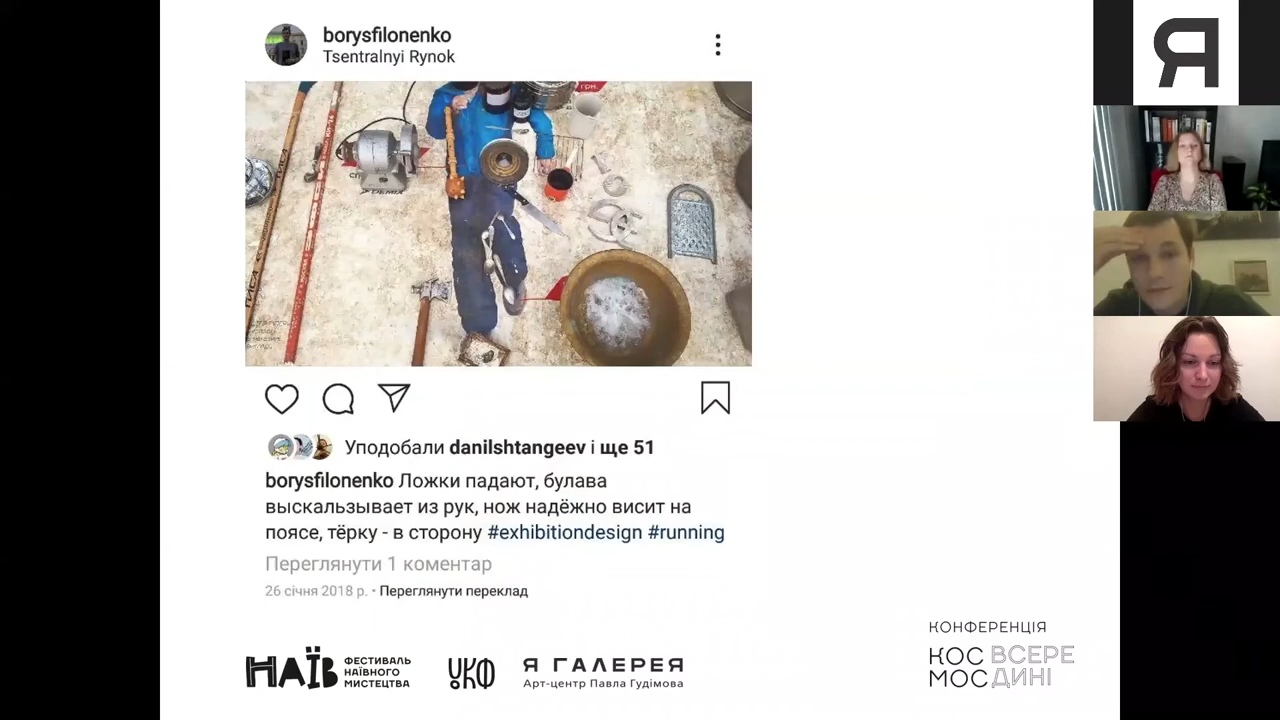 borysfilonenko
Tsentralnyi Rynok
грн.
Уподобали danilshtangeev і ще 51
borysfilonenko Ложки падают, булава
выскальзывает из рук, нож надёжно висит на
поясе, тёрку - в сторону #exhibitiondesign #running
Переглянути 1 коментар
26 січня 2018 р. • Переглянути переклад
НАЇВ
ФЕСТИВАЛЬ
НАЇВНОГО
МИСТЕЦТВА
УКФ
Я ГАЛЕРЕЯ
Арт-центр Павла Гудімова
КОНФЕРЕНЦІЯ
КОС ВСЕРЕ
МОС ДИНІ
Я